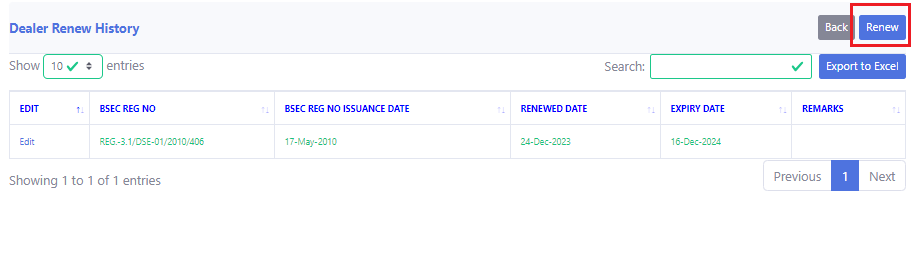 Dealer Renew History Back Renew
Show 10 entries Search: Export to Excel
EDIT BSEC REG NO BSEC REG NO ISSUANCE DATE RENEWED DATE EXPIRY DATE REMARKS
Edit REG.-3.1/DSE-01/2010/406 17-May-2010 24-Dec-2023 16-Dec-2024
Showing 1 to 1 of 1 entries Previous 1 Next